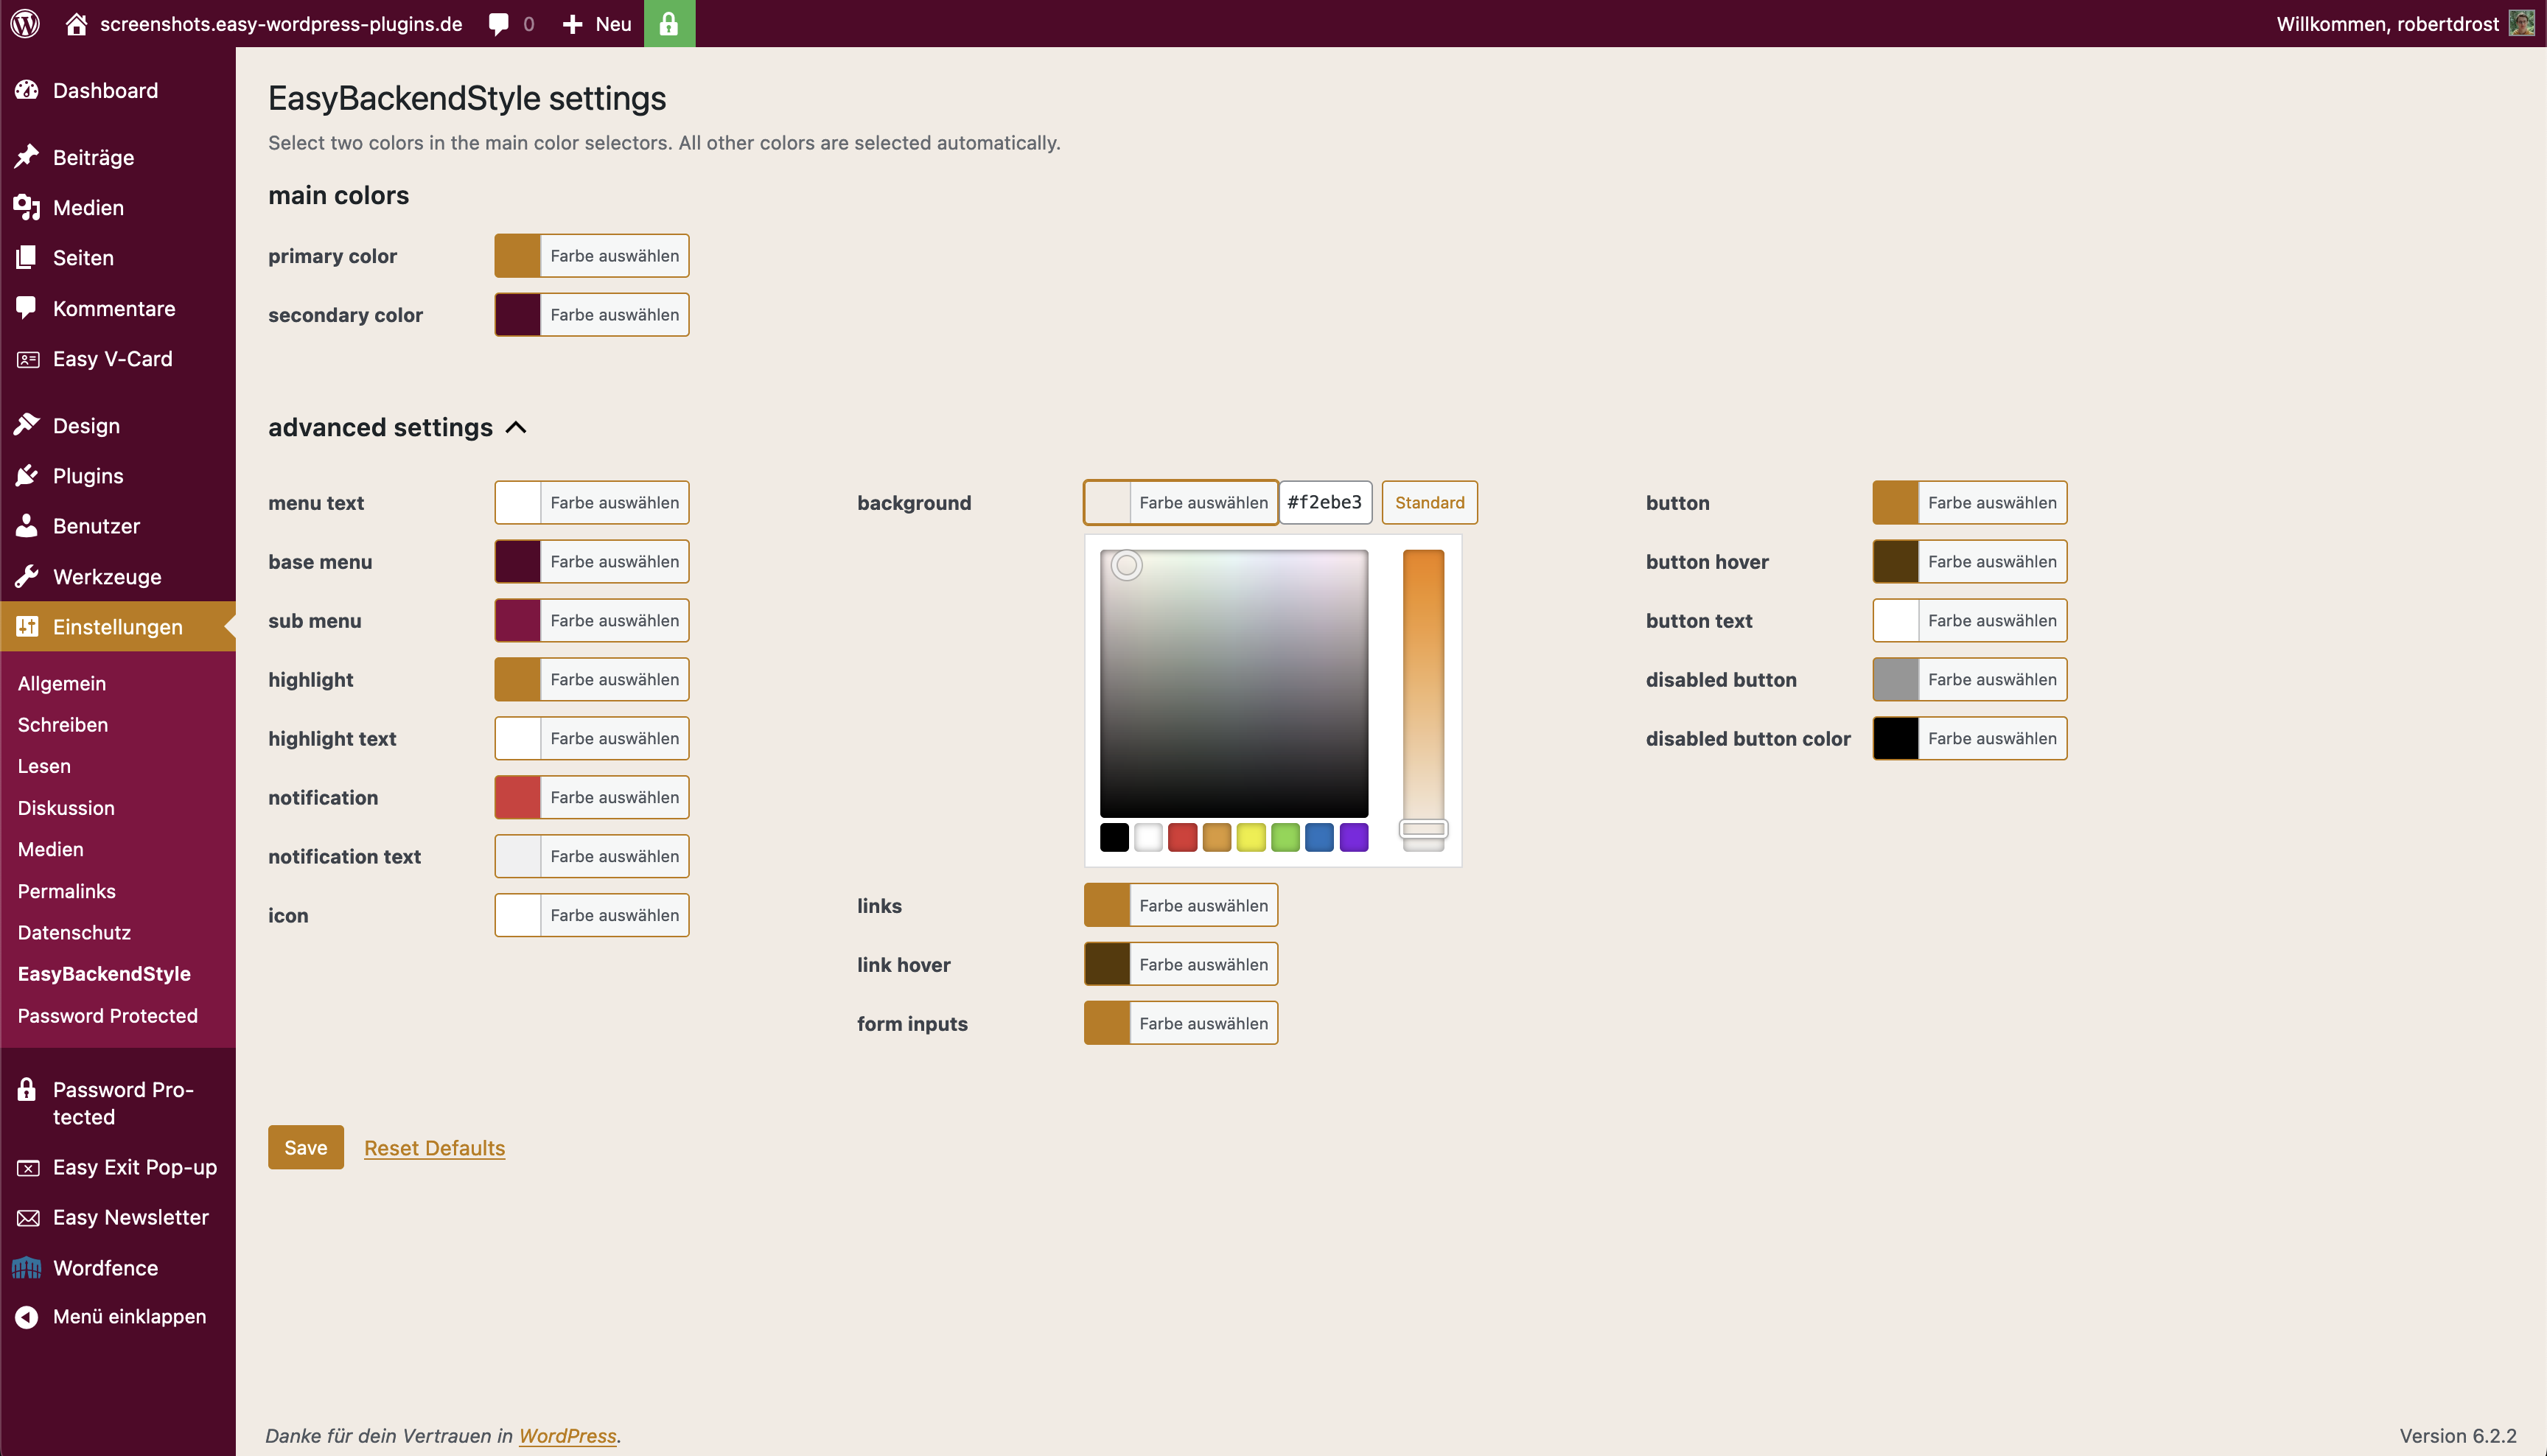 screenshots.easy-wordpress-plugins.de
0
Neu
Willkommen, robertdrost
Dashboard
Beiträge
Medien
Seiten
Kommentare
Easy V-Card
Design
Plugins
Benutzer
Werkzeuge
Einstellungen
Allgemein
Schreiben
Lesen
Diskussion
Medien
Permalinks
Datenschutz
EasyBackendStyle
Password Protected
Password Pro-
tected
Easy Exit Pop-up
Easy Newsletter
Wordfence
Menü einklappen
EasyBackendStyle settings
Select two colors in the main color selectors. All other colors are selected automatically.
main colors
primary color Farbe auswählen
secondary color Farbe auswählen
advanced settings
menu text Farbe auswählen
base menu Farbe auswählen
sub menu Farbe auswählen
highlight Farbe auswählen
highlight text Farbe auswählen
notification Farbe auswählen
notification text Farbe auswählen
icon Farbe auswählen
background Farbe auswählen #f2ebe3 Standard
links Farbe auswählen
link hover Farbe auswählen
form inputs Farbe auswählen
button Farbe auswählen
button hover Farbe auswählen
button text Farbe auswählen
disabled button Farbe auswählen
disabled button color Farbe auswählen
Save Reset Defaults
Danke für dein Vertrauen in WordPress.
Version 6.2.2